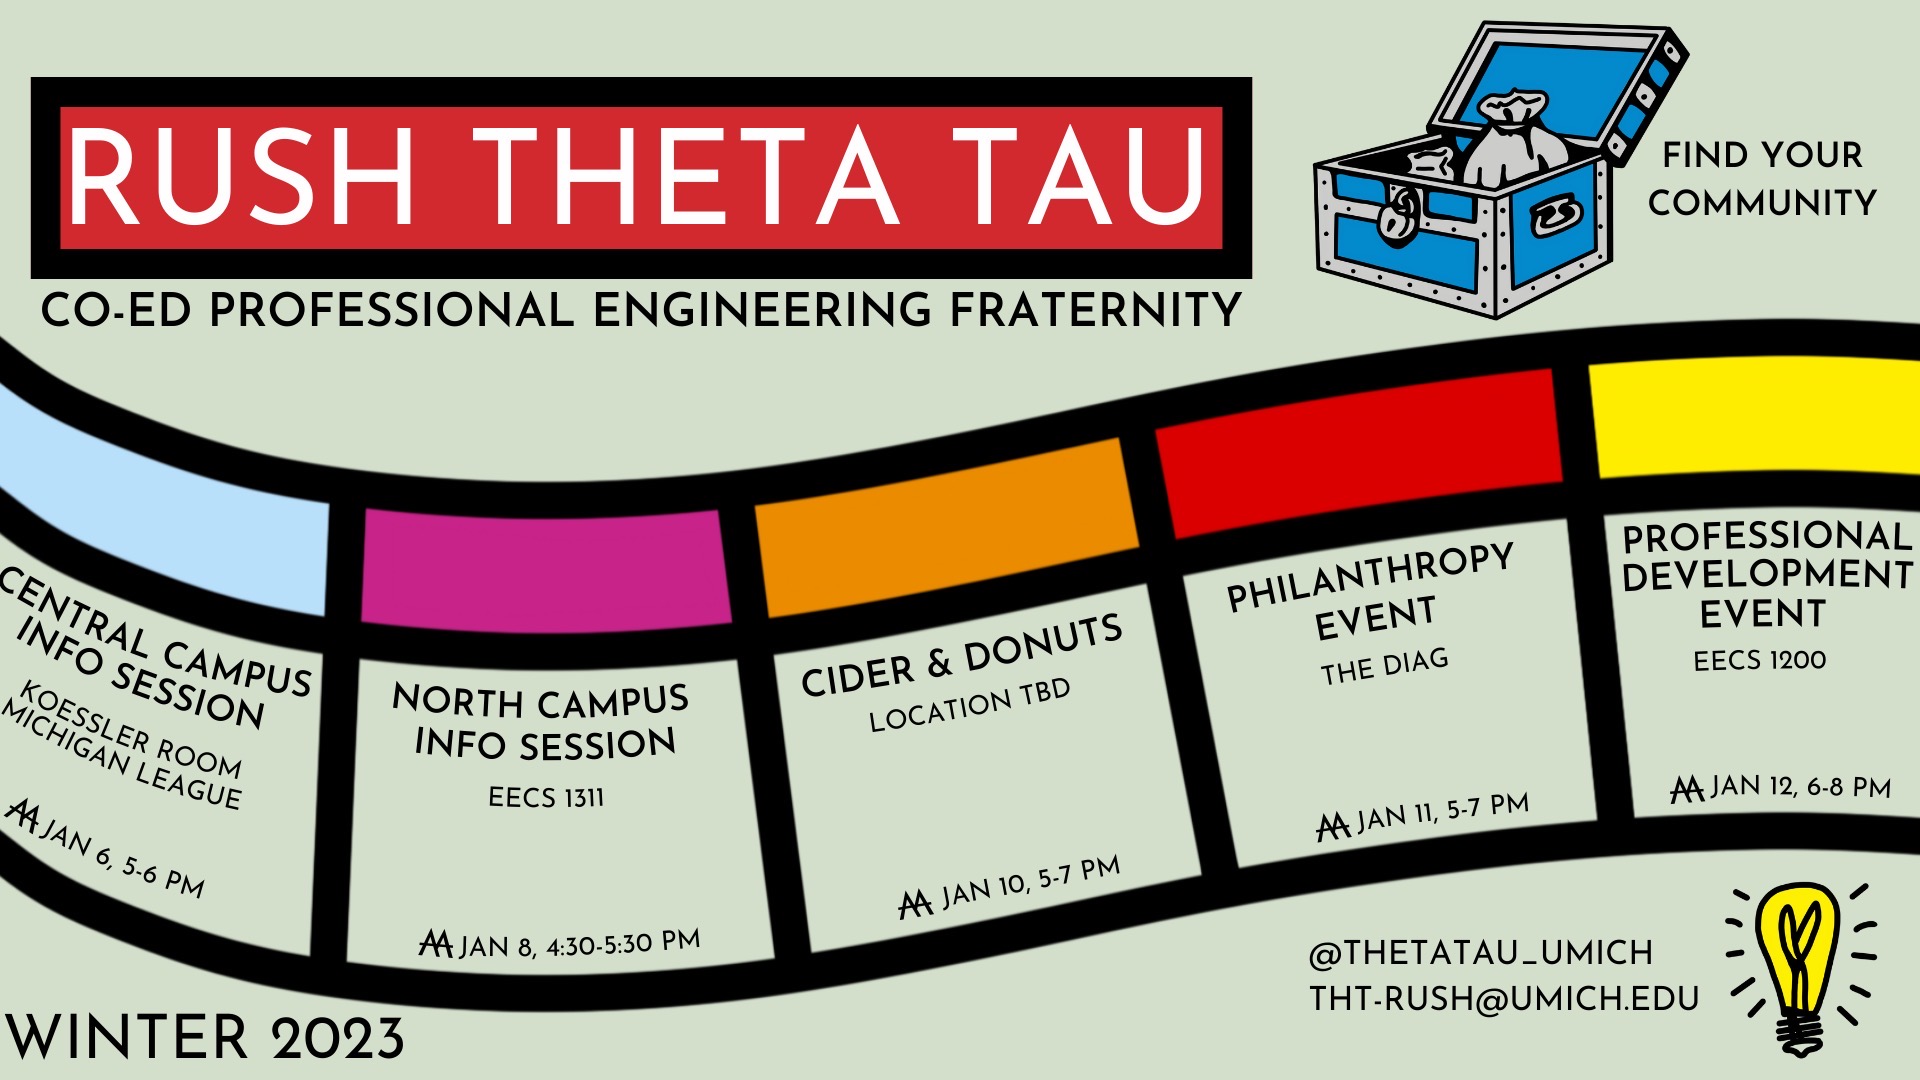 RUSH THETA TAU
CO-ED PROFESSIONAL ENGINEERING FRATERNITY
FIND YOUR
COMMUNITY
CENTRAL CAMPUS
INFO SESSION
KOESSLER ROOM
MICHIGAN LEAGUE
JAN 6, 5-6 PM
NORTH CAMPUS
INFO SESSION
EECS 1311
JAN 8, 4:30-5:30 PM
CIDER & DONUTS
LOCATION TBD
JAN 10, 5-7 PM
PHILANTHROPY
EVENT
THE DIAG
JAN 11, 5-7 PM
PROFESSIONAL
DEVELOPMENT
EVENT
EECS 1200
JAN 12, 6-8 PM
@THETATAU_UMICH
THT-RUSH@UMICH.EDU
WINTER 2023